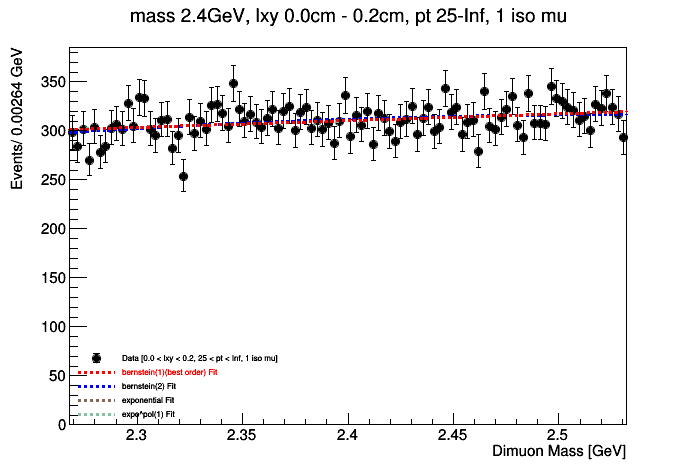 mass 2.4GeV, lxy 0.0cm - 0.2cm, pt 25-Inf, 1 iso mu
Events/ 0.00264 GeV
350
300
250
200
150
100
50
0
Data [0.0 < lxy < 0.2, 25 < pt < Inf, 1 iso mu]
bernstein(1)(best order) Fit
bernstein(2) Fit
exponential Fit
expo*pol(1) Fit
2.3 2.35 2.4 2.45 2.5
Dimuon Mass [GeV]